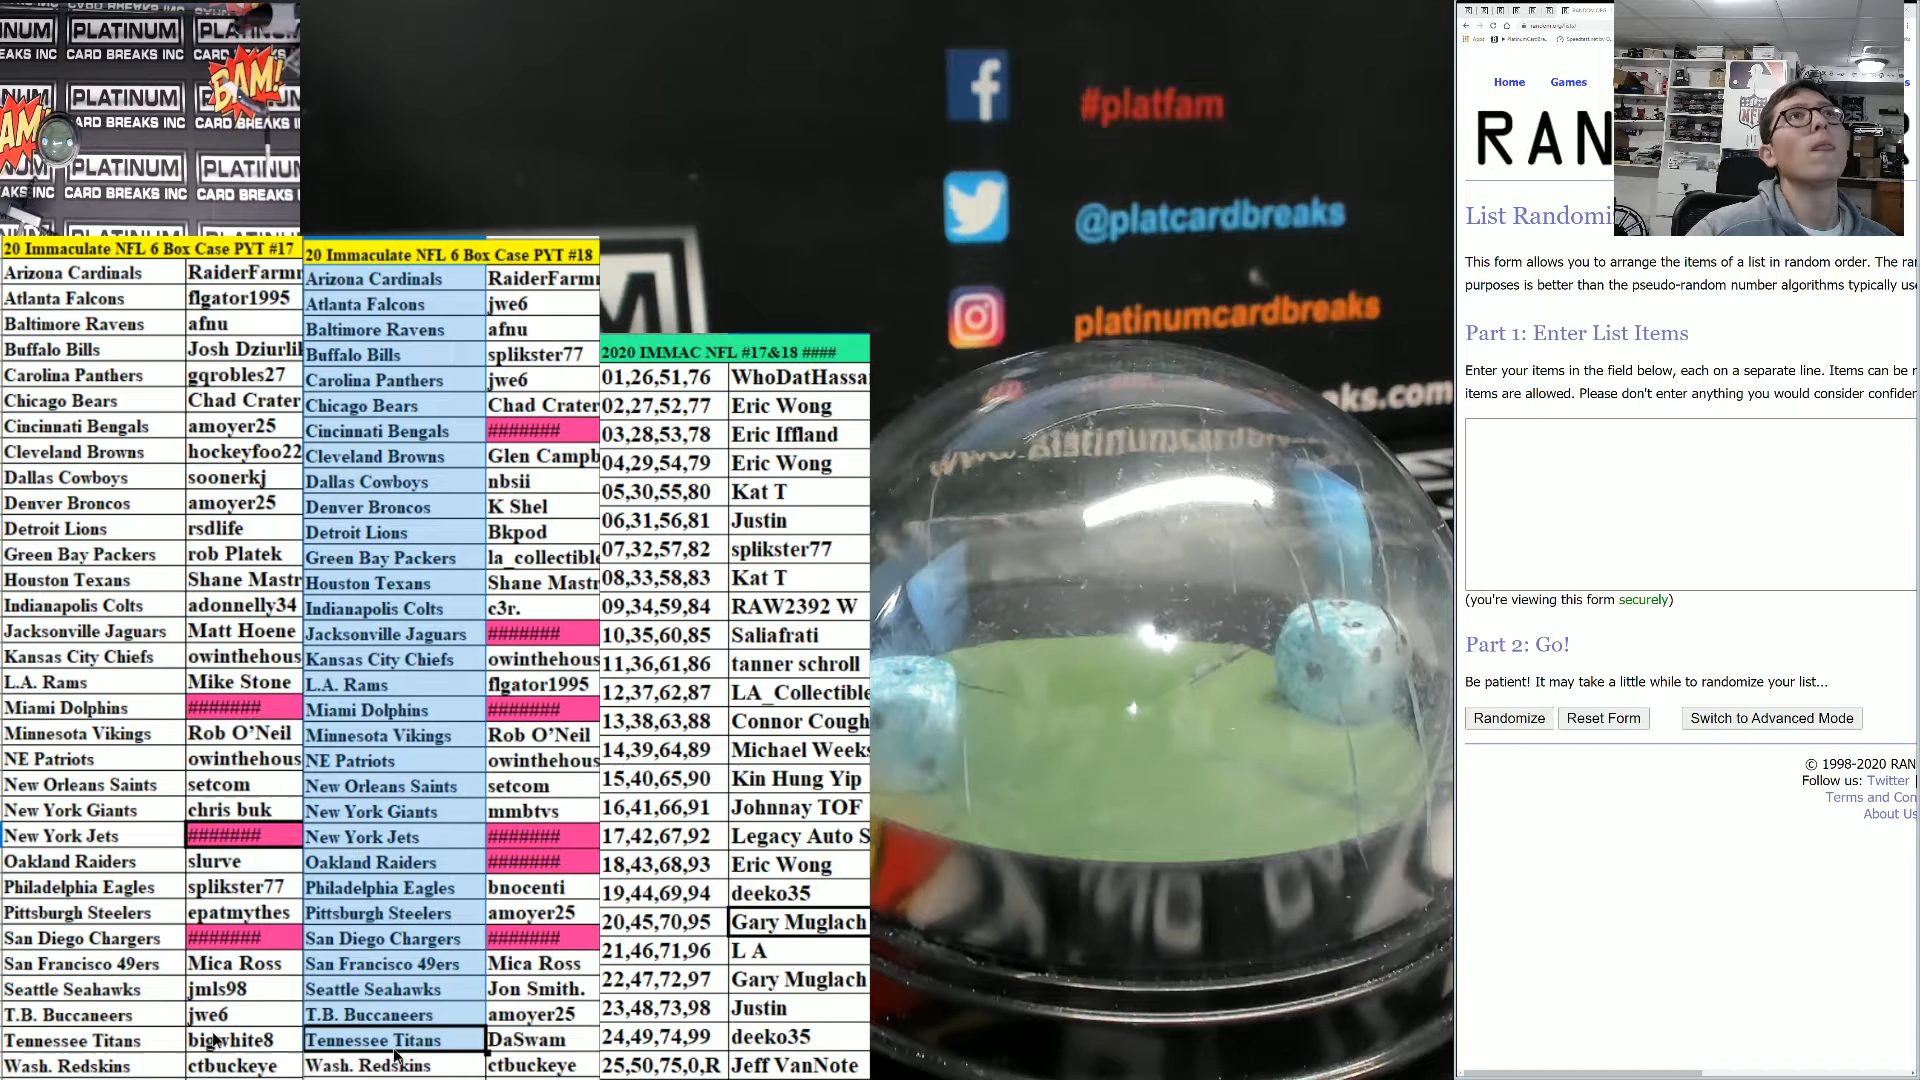 PLATINUM
CARD BREAKS INC
BAM!
PLATINUM
CARD BREAKS INC
PLATINUM
CARD BREAKS INC
#platfam
@platcardbreaks
platinumcardbreaks
20 Immaculate NFL 6 Box Case PYT #17
Arizona Cardinals RaiderFarmr
Atlanta Falcons flgator1995
Baltimore Ravens afnu
Buffalo Bills Josh Dziurlik
Carolina Panthers gqrobles27
Chicago Bears Chad Crater
Cincinnati Bengals amoyer25
Cleveland Browns hockeyfoo22
Dallas Cowboys soonerkj
Denver Broncos amoyer25
Detroit Lions rsdlife
Green Bay Packers rob Platek
Houston Texans Shane Mastr
Indianapolis Colts adonnelly34
Jacksonville Jaguars Matt Hoene
Kansas City Chiefs owinthehous
L.A. Rams Mike Stone
Miami Dolphins #######
Minnesota Vikings Rob O’Neil
NE Patriots owinthehous
New Orleans Saints setcom
New York Giants chris buk
New York Jets #######
Oakland Raiders slurve
Philadelphia Eagles splikster77
Pittsburgh Steelers epatmythes
San Diego Chargers #######
San Francisco 49ers Mica Ross
Seattle Seahawks jmls98
T.B. Buccaneers jwe6
Tennessee Titans bigwhite8
Wash. Redskins ctbuckeye
20 Immaculate NFL 6 Box Case PYT #18
Arizona Cardinals RaiderFarmr
Atlanta Falcons jwe6
Baltimore Ravens afnu
Buffalo Bills splikster77
Carolina Panthers jwe6
Chicago Bears Chad Crater
Cincinnati Bengals #######
Cleveland Browns Glen Campb
Dallas Cowboys nbsii
Denver Broncos K Shel
Detroit Lions Bkpod
Green Bay Packers la_collectible
Houston Texans Shane Mastr
Indianapolis Colts c3r.
Jacksonville Jaguars #######
Kansas City Chiefs owinthehous
L.A. Rams flgator1995
Miami Dolphins #######
Minnesota Vikings Rob O’Neil
NE Patriots owinthehous
New Orleans Saints setcom
New York Giants mmbtvs
New York Jets #######
Oakland Raiders #######
Philadelphia Eagles bnocenti
Pittsburgh Steelers amoyer25
San Diego Chargers #######
San Francisco 49ers Mica Ross
Seattle Seahawks Jon Smith.
T.B. Buccaneers amoyer25
Tennessee Titans DaSwam
Wash. Redskins ctbuckeye
2020 IMMAC NFL #17&18 ####
01,26,51,76 WhoDatHassa
02,27,52,77 Eric Wong
03,28,53,78 Eric Iffland
04,29,54,79 Eric Wong
05,30,55,80 Kat T
06,31,56,81 Justin
07,32,57,82 splikster77
08,33,58,83 Kat T
09,34,59,84 RAW2392 W
10,35,60,85 Saliafrati
11,36,61,86 tanner schroll
12,37,62,87 LA_Collectible
13,38,63,88 Connor Cough
14,39,64,89 Michael Weeks
15,40,65,90 Kin Hung Yip
16,41,66,91 Johnnay TOF
17,42,67,92 Legacy Auto S
18,43,68,93 Eric Wong
19,44,69,94 deeko35
20,45,70,95 Gary Muglach
21,46,71,96 L A
22,47,72,97 Gary Muglach
23,48,73,98 Justin
24,49,74,99 deeko35
25,50,75,0,R Jeff VanNote
ks.com
random.org/lists/
Apps
Home Games
RAN
List Randomi
This form allows you to arrange the items of a list in random order. The ra
purposes is better than the pseudo-random number algorithms typically us
Part 1: Enter List Items
Enter your items in the field below, each on a separate line. Items can be
items are allowed. Please don't enter anything you would consider confiden
(you're viewing this form securely)
Part 2: Go!
Be patient! It may take a little while to randomize your list...
Randomize Reset Form Switch to Advanced Mode
© 1998-2020 RAN
Follow us: Twitter |
Terms and Con
About Us